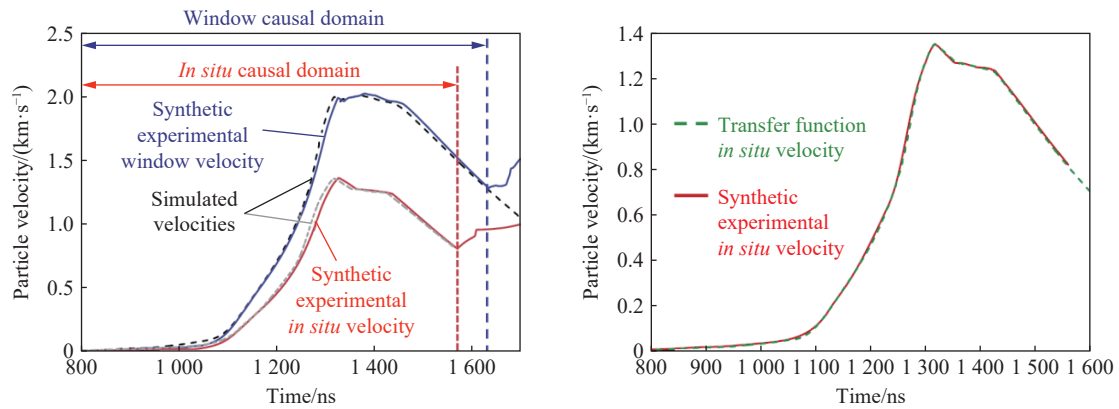 Window causal domain
In situ causal domain
Synthetic
experimental
window velocity
Simulated
velocities
Synthetic
experimental
in situ velocity
Particle velocity/(km·s⁻¹)
2.5
2.0
1.5
1.0
0.5
0
800 1 000 1 200 1 400 1 600
Time/ns
Transfer function
in situ velocity
Synthetic
experimental
in situ velocity
Particle velocity/(km·s⁻¹)
1.4
1.2
1.0
0.8
0.6
0.4
0.2
0
800 900 1 000 1 100 1 200 1 300 1 400 1 500 1 600
Time/ns